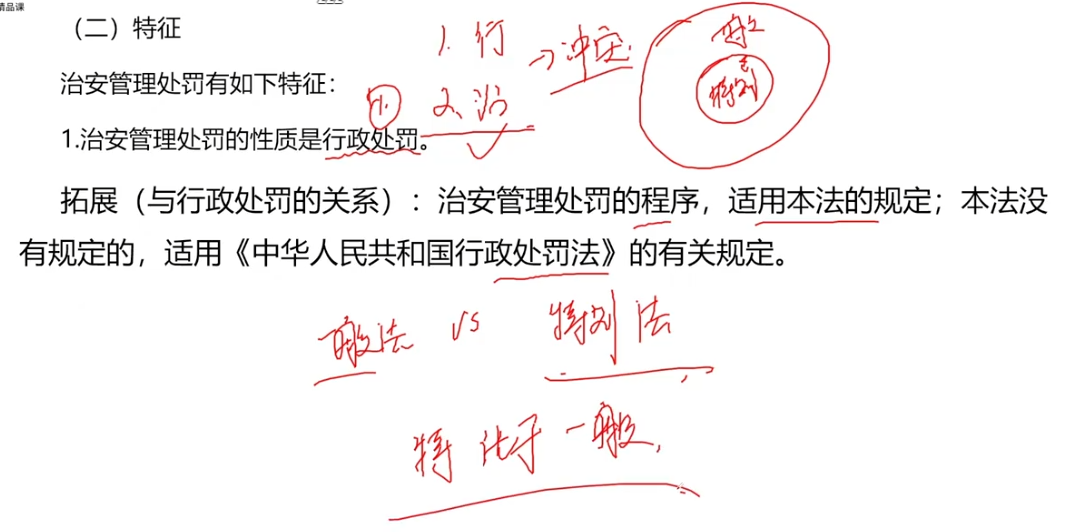 精品课
（二）特征
治安管理处罚有如下特征：
1.治安管理处罚的性质是行政处罚。
1. 行
→冲突.
2. 治
一般
特别
拓展（与行政处罚的关系）：治安管理处罚的程序，适用本法的规定；本法没
有规定的，适用《中华人民共和国行政处罚法》的有关规定。
一般法 VS 特别法
特 优于 一般